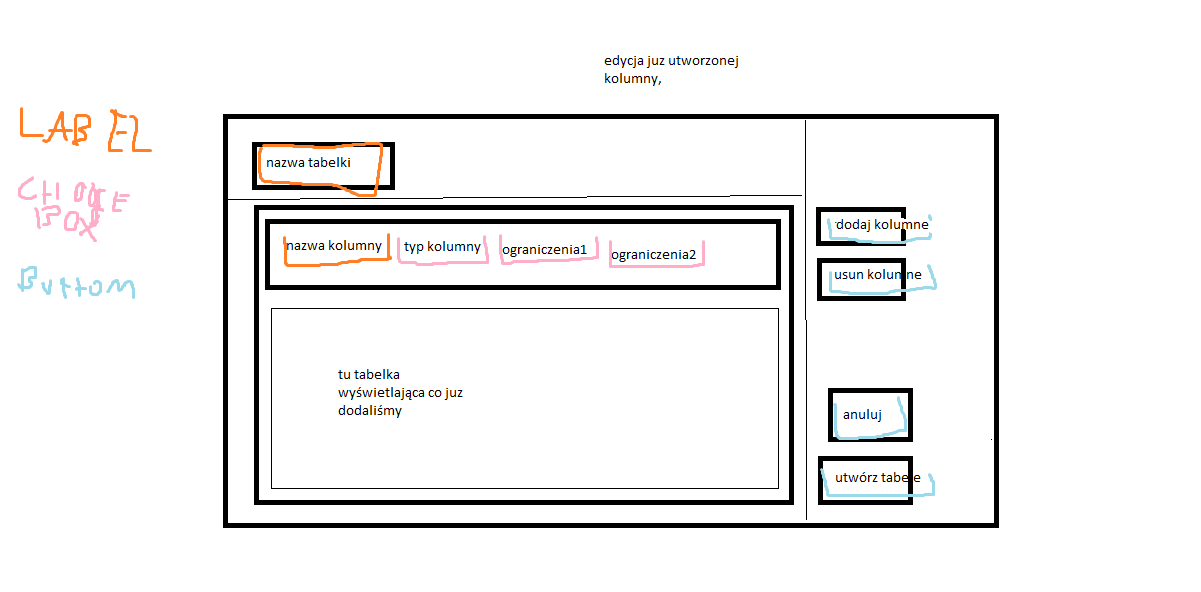 edycja juz utworzonej
kolumny,
LABEL
CHOICE
BOX
Buttom
nazwa tabelki
nazwa kolumny
typ kolumny
ograniczenia1
ograniczenia2
dodaj kolumne
usun kolumne
tu tabelka
wyświetlająca co juz
dodaliśmy
anuluj
utwórz tabele